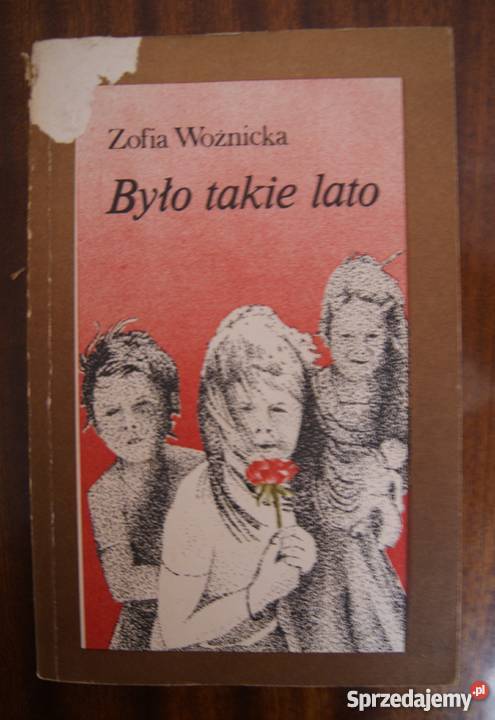 Zofia Woźnicka
Było takie lato
Sprzedajemy.pl